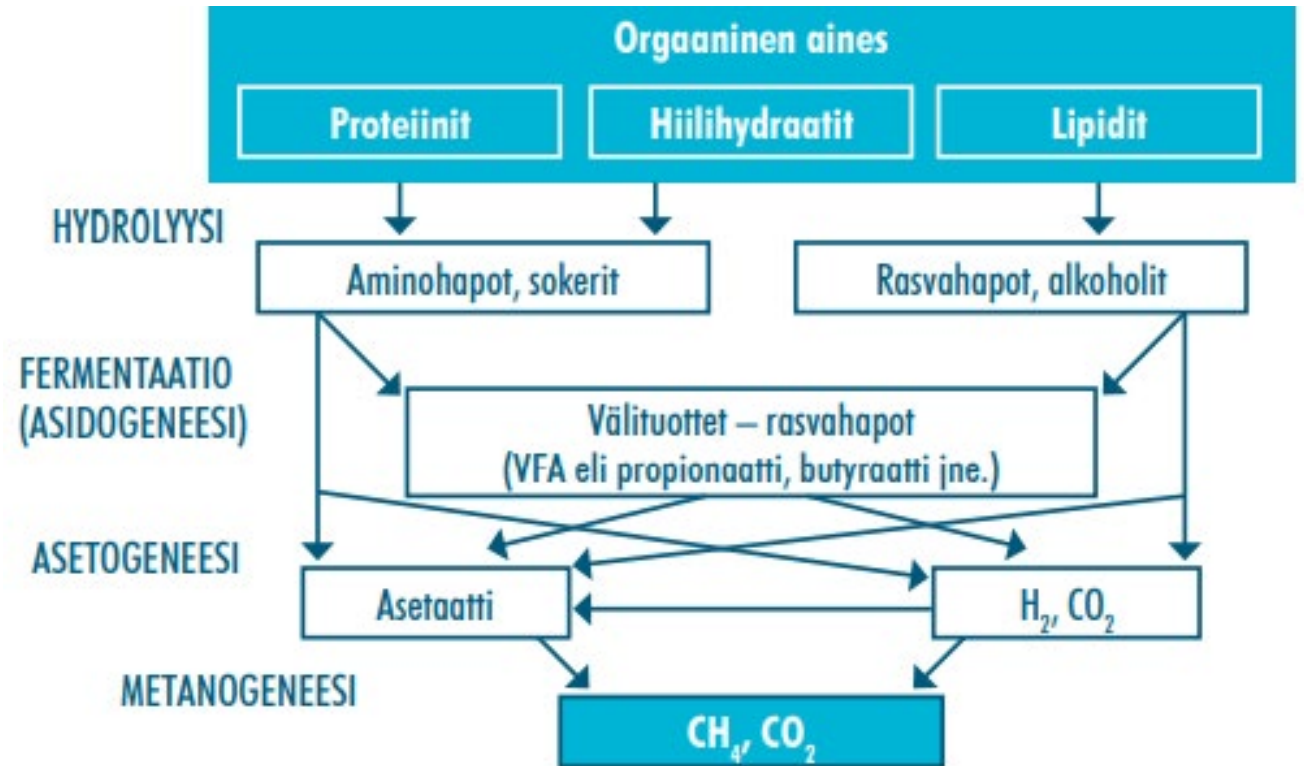 Orgaaninen aines
Proteiinit
Hiilihydraatit
Lipidit
HYDROLYYSI
Aminohapot, sokerit
Rasvahapot, alkoholit
FERMENTAATIO
(ASIDOGENEESI)
Välituottet – rasvahapot
(VFA eli propionaatti, butyraatti jne.)
ASETOGENEESI
Asetaatti
H₂, CO₂
METANOGENEESI
CH₄, CO₂